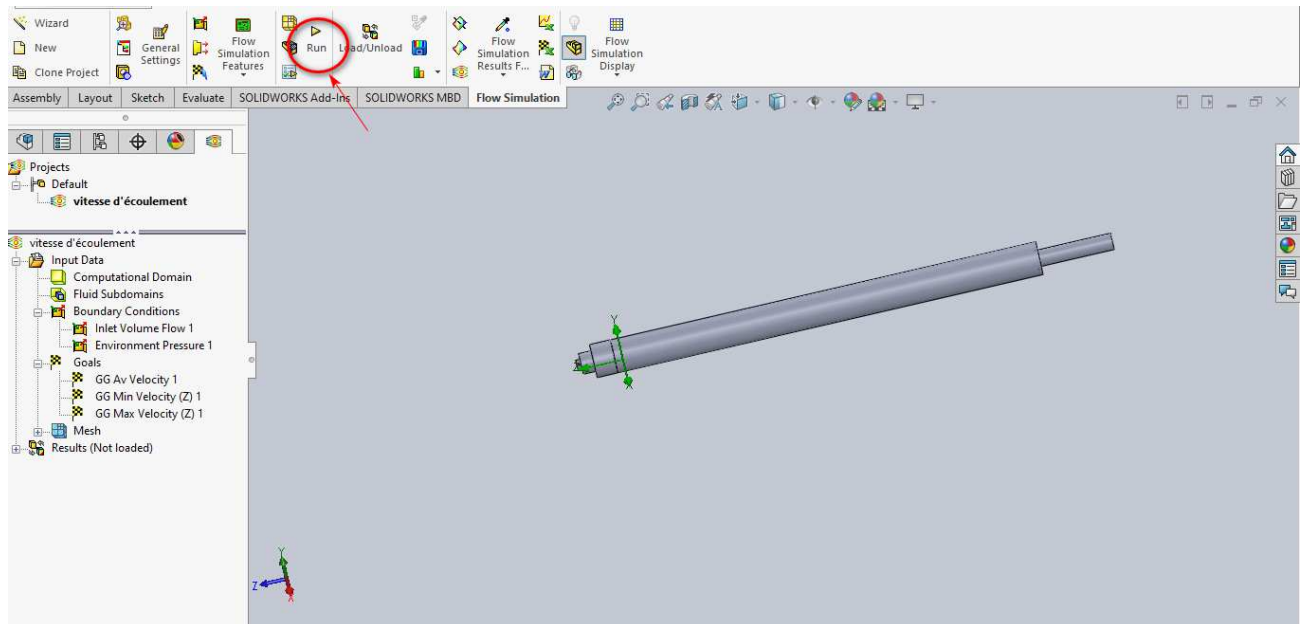 Wizard
New
Clone Project
General
Settings
Flow
Simulation
Features
Run
Load/Unload
Flow
Simulation
Results F...
Flow
Simulation
Display
Assembly
Layout
Sketch
Evaluate
SOLIDWORKS Add-Ins
SOLIDWORKS MBD
Flow Simulation
Projects
Default
vitesse d'écoulement
vitesse d'écoulement
Input Data
Computational Domain
Fluid Subdomains
Boundary Conditions
Inlet Volume Flow 1
Environment Pressure 1
Goals
GG Av Velocity 1
GG Min Velocity (Z) 1
GG Max Velocity (Z) 1
Mesh
Results (Not loaded)
Y
X
Z
Y
Z
X